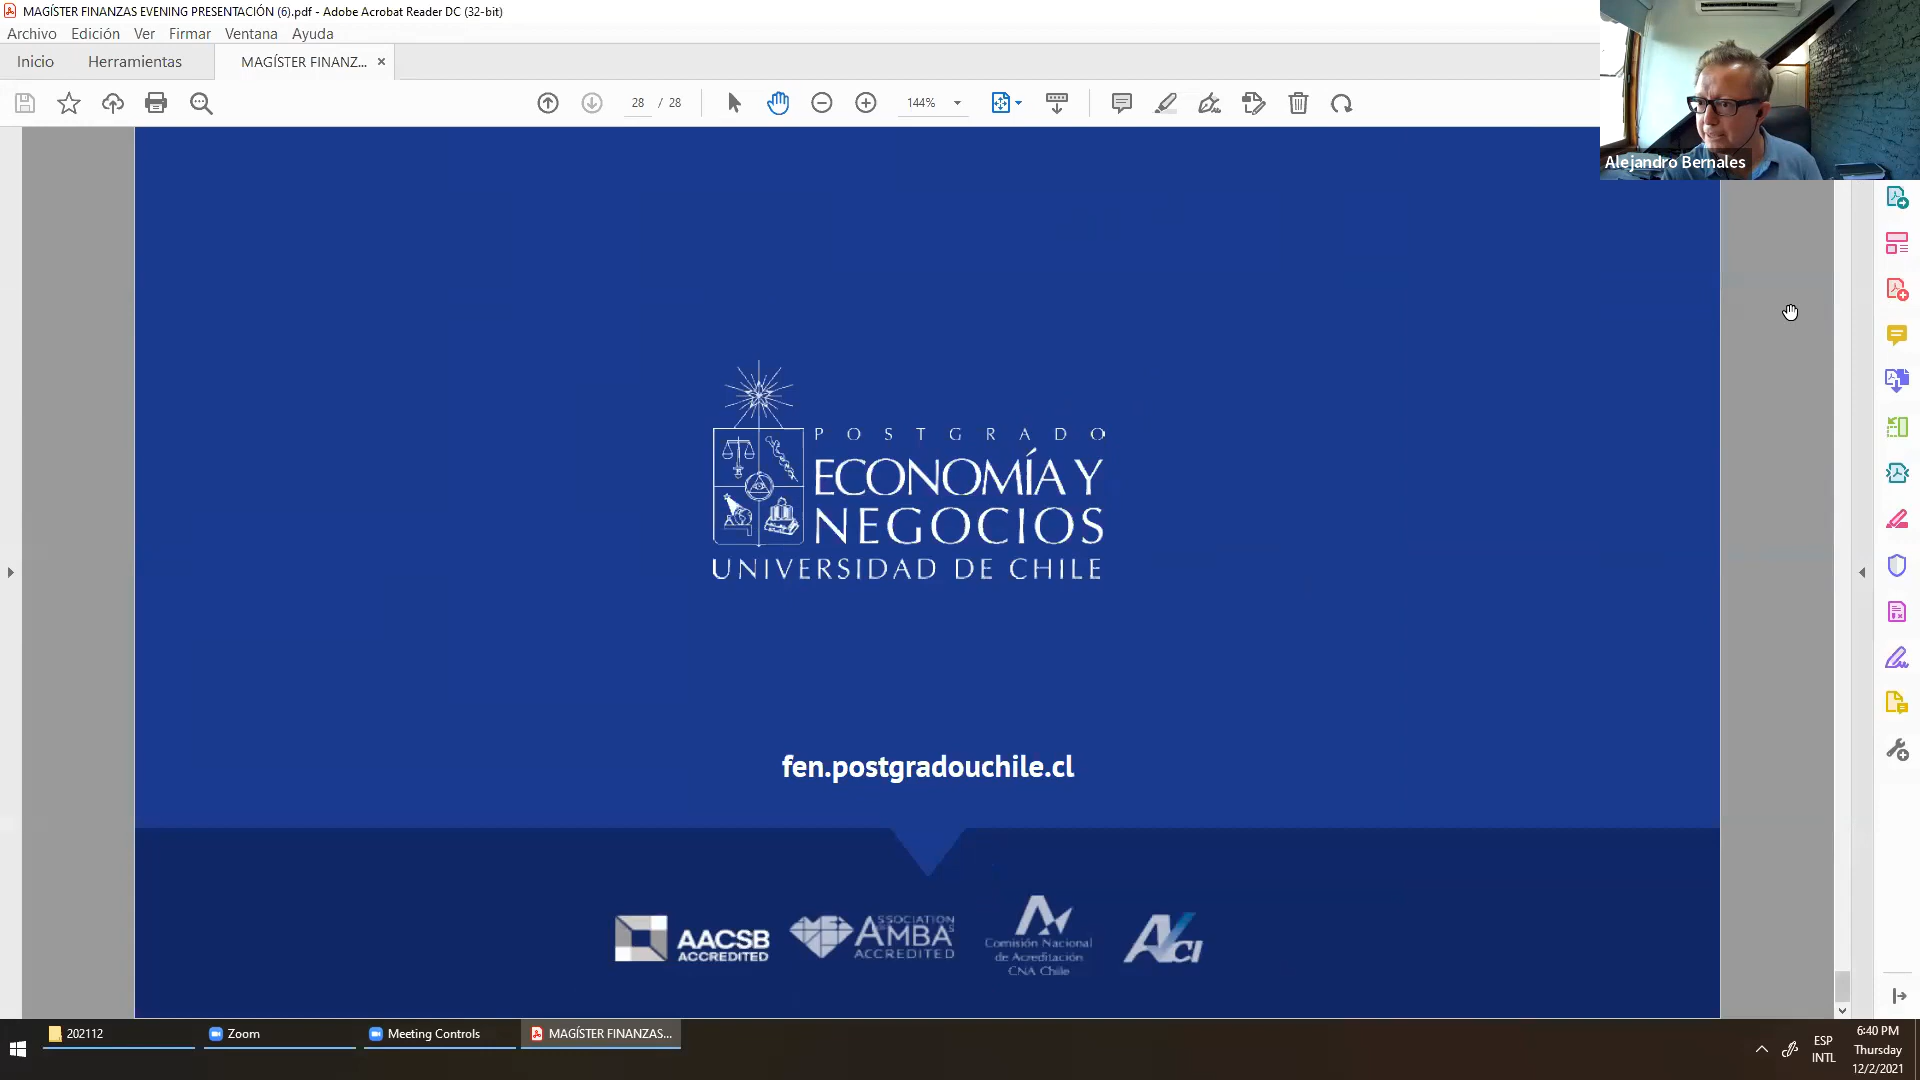 MAGÍSTER FINANZAS EVENING PRESENTACIÓN (6).pdf - Adobe Acrobat Reader DC (32-bit)
Archivo Edición Ver Firmar Ventana Ayuda
Inicio Herramientas MAGÍSTER FINANZ... ×
28 / 28 144%
Alejandro Bernales
POSTGRADO
ECONOMÍA Y
NEGOCIOS
UNIVERSIDAD DE CHILE
fen.postgradouchile.cl
AACSB
ACCREDITED
ASSOCIATION
AMBA'S
ACCREDITED
Comisión Nacional
de Acreditación
CNA Chile
ACI
202112 Zoom Meeting Controls MAGÍSTER FINANZAS...
ESP
INTL
6:40 PM
Thursday
12/2/2021